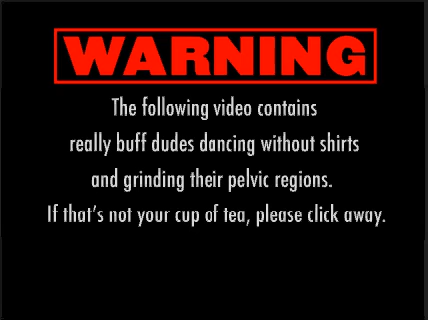 WARNING
The following video contains
really buff dudes dancing without shirts
and grinding their pelvic regions.
If that's not your cup of tea, please click away.